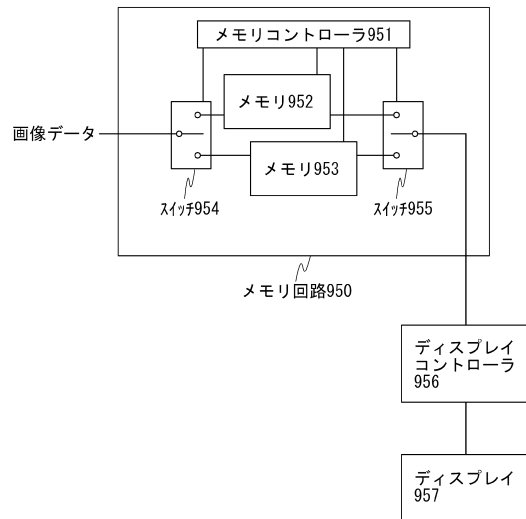 メモリコントローラ951
メモリ952
画像データ
メモリ953
スイッチ954
スイッチ955
メモリ回路950
ディスプレイ
コントローラ
956
ディスプレイ
957